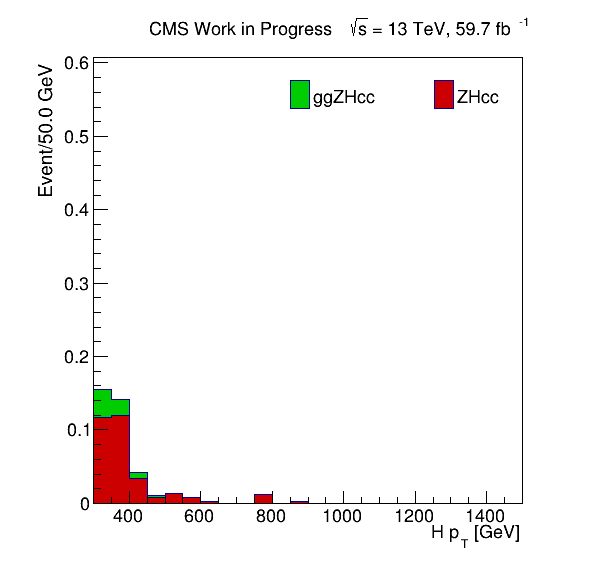 CMS Work in Progress √s = 13 TeV, 59.7 fb⁻¹
Event/50.0 GeV
ggZHcc ZHcc
0.6
0.5
0.4
0.3
0.2
0.1
0
400 600 800 1000 1200 1400
H p_T [GeV]